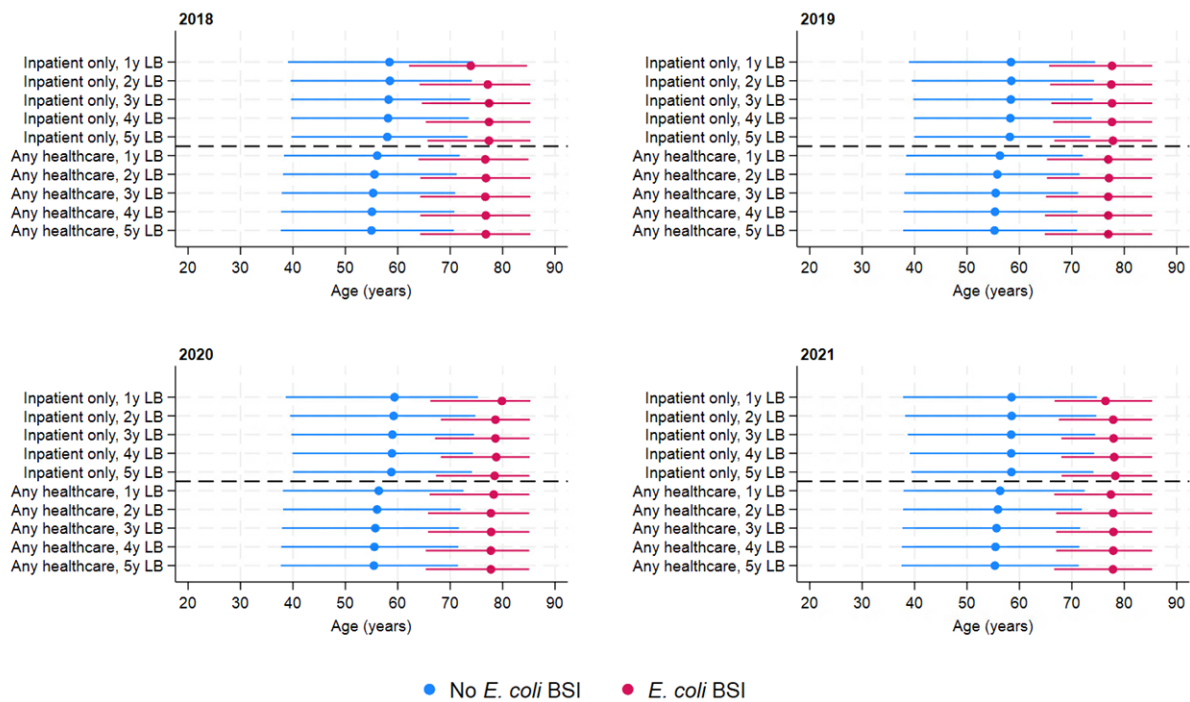 2018
Inpatient only, 1y LB
Inpatient only, 2y LB
Inpatient only, 3y LB
Inpatient only, 4y LB
Inpatient only, 5y LB
Any healthcare, 1y LB
Any healthcare, 2y LB
Any healthcare, 3y LB
Any healthcare, 4y LB
Any healthcare, 5y LB
20 30 40 50 60 70 80 90
Age (years)
2019
Inpatient only, 1y LB
Inpatient only, 2y LB
Inpatient only, 3y LB
Inpatient only, 4y LB
Inpatient only, 5y LB
Any healthcare, 1y LB
Any healthcare, 2y LB
Any healthcare, 3y LB
Any healthcare, 4y LB
Any healthcare, 5y LB
20 30 40 50 60 70 80 90
Age (years)
2020
Inpatient only, 1y LB
Inpatient only, 2y LB
Inpatient only, 3y LB
Inpatient only, 4y LB
Inpatient only, 5y LB
Any healthcare, 1y LB
Any healthcare, 2y LB
Any healthcare, 3y LB
Any healthcare, 4y LB
Any healthcare, 5y LB
20 30 40 50 60 70 80 90
Age (years)
2021
Inpatient only, 1y LB
Inpatient only, 2y LB
Inpatient only, 3y LB
Inpatient only, 4y LB
Inpatient only, 5y LB
Any healthcare, 1y LB
Any healthcare, 2y LB
Any healthcare, 3y LB
Any healthcare, 4y LB
Any healthcare, 5y LB
20 30 40 50 60 70 80 90
Age (years)
No E. coli BSI E. coli BSI